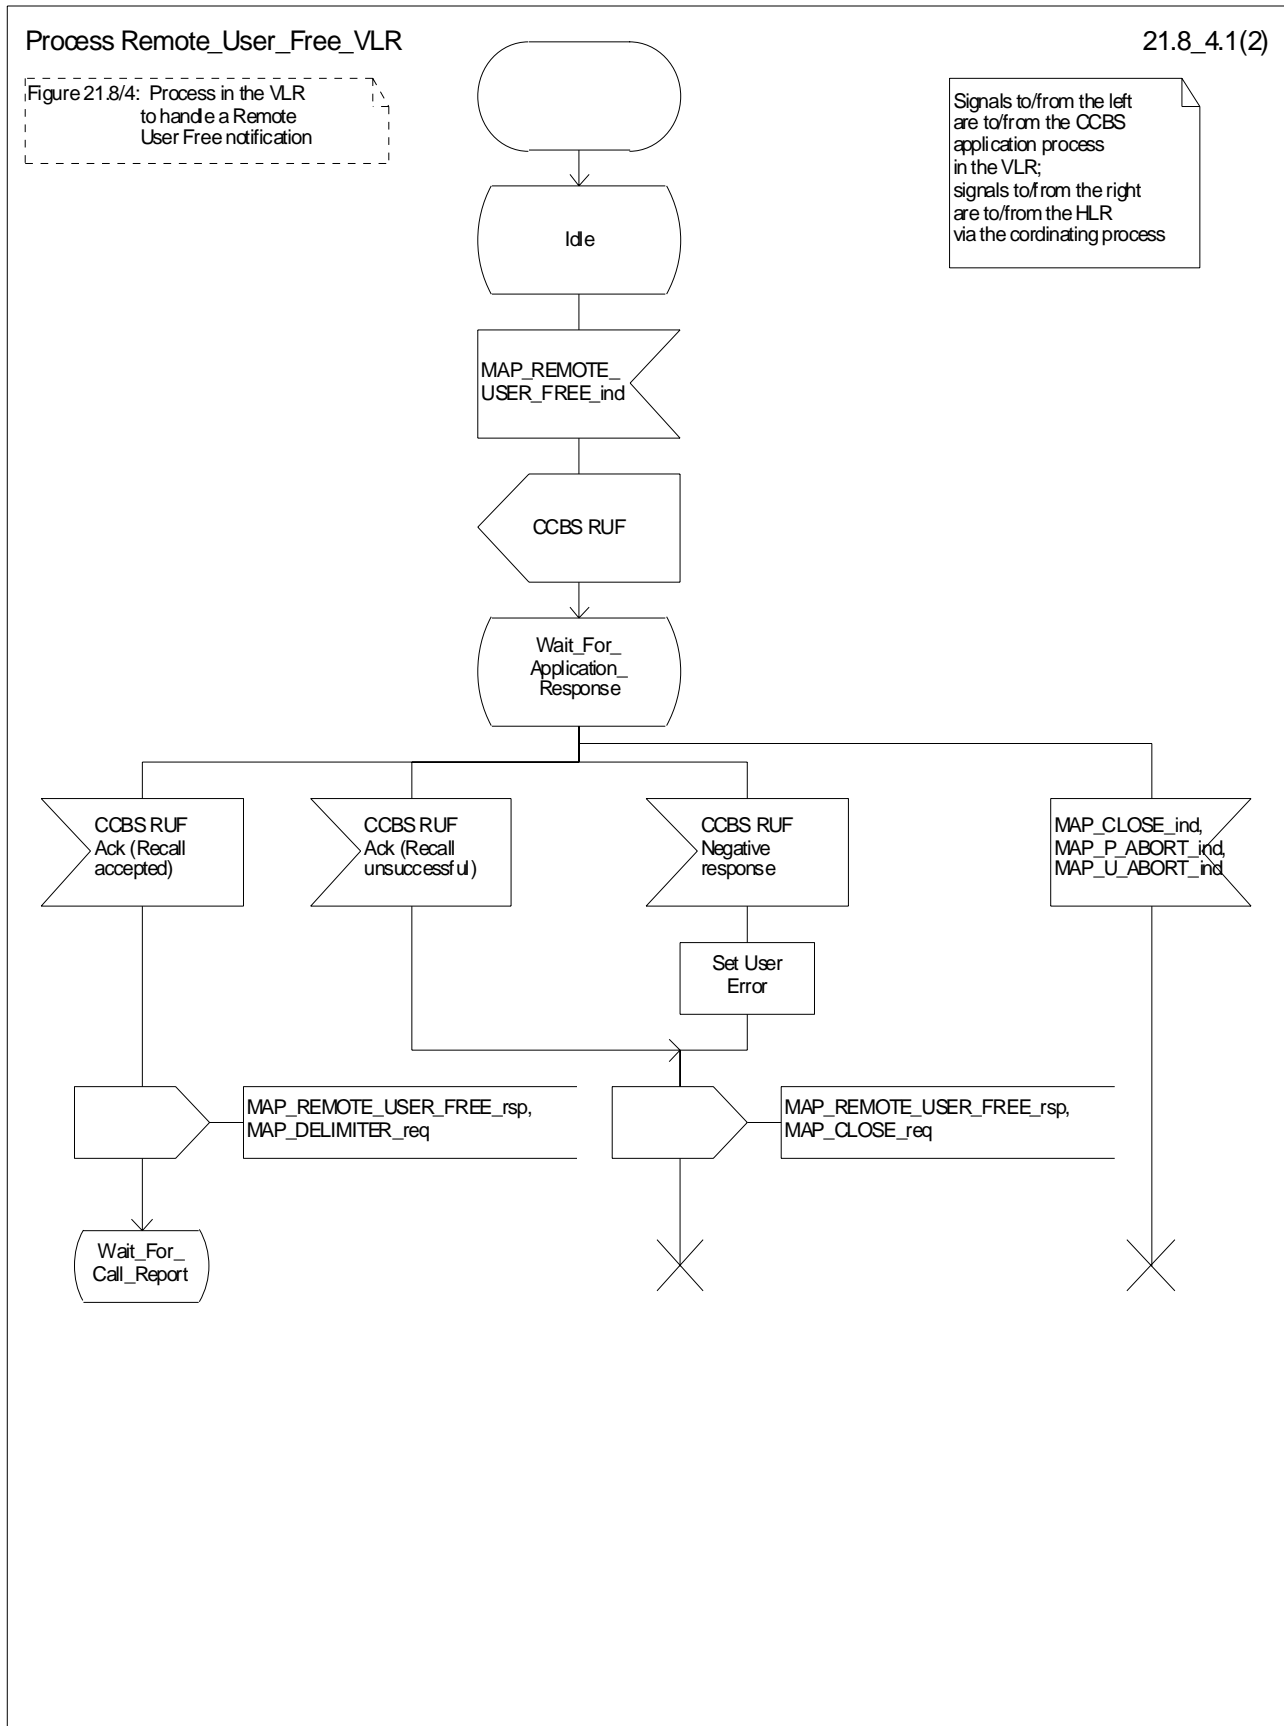 Process Remote_User_Free_VLR
21.8_4.1(2)
Figure 21.8/4: Process in the VLR
to handle a Remote
User Free notification
Signals to/from the left
are to/from the CCBS
application process
in the VLR;
signals to/from the right
are to/from the HLR
via the cordinating process
Idle
MAP_REMOTE_
USER_FREE_ind
CCBS RUF
Wait_For_
Application_
Response
CCBS RUF
Ack (Recall
accepted)
CCBS RUF
Ack (Recall
unsuccessful)
CCBS RUF
Negative
response
MAP_CLOSE_ind,
MAP_P_ABORT_ind,
MAP_U_ABORT_ind
Set User
Error
MAP_REMOTE_USER_FREE_rsp,
MAP_DELIMITER_req
MAP_REMOTE_USER_FREE_rsp,
MAP_CLOSE_req
Wait_For_
Call_Report